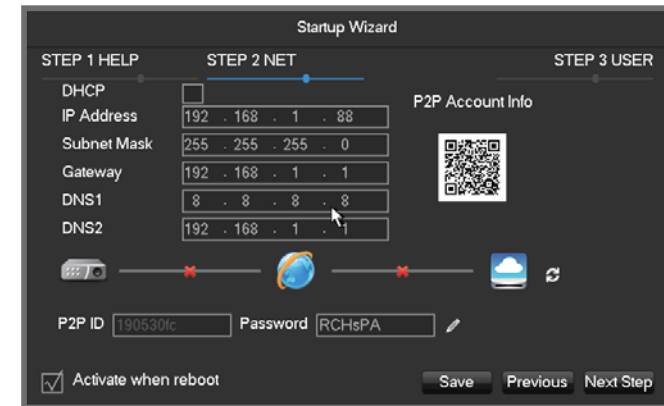 Startup Wizard
STEP 1 HELP STEP 2 NET STEP 3 USER
DHCP
P2P Account Info
IP Address 192 . 168 . 1 . 88
Subnet Mask 255 . 255 . 255 . 0
Gateway 192 . 168 . 1 . 1
DNS1 8 . 8 . 8 . 8
DNS2 192 . 168 . 1 . 1
P2P ID 190530fc Password RCHsPA
Activate when reboot Save Previous Next Step